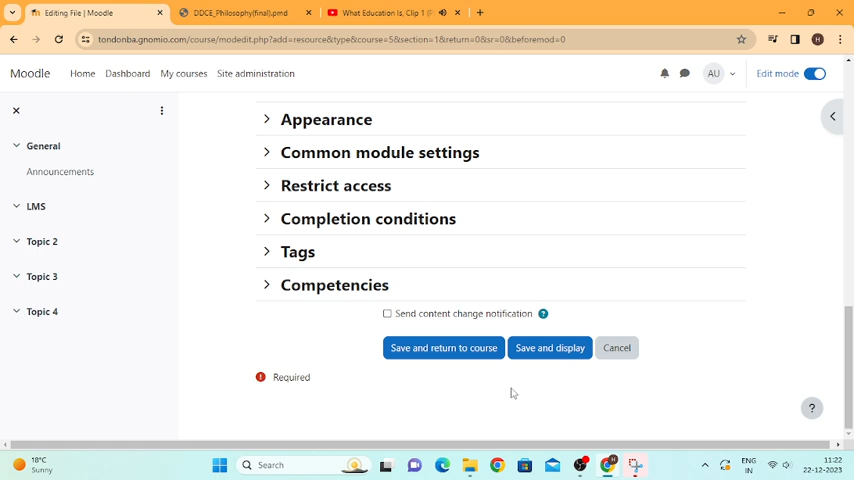 Editing File | Moodle
DDCE_Philosophy(final).pmd
What Education Is, Clip 1 (F
tondonba.gnomio.com/course/modedit.php?add=resource&type&course=5&section=1&return=0&sr=0&beforemod=0
H
Moodle
Home
Dashboard
My courses
Site administration
AU
Edit mode
General
Announcements
LMS
Topic 2
Topic 3
Topic 4
Appearance
Common module settings
Restrict access
Completion conditions
Tags
Competencies
Send content change notification
Save and return to course
Save and display
Cancel
Required
18°C
Sunny
Search
ENG
IN
11:22
22-12-2023